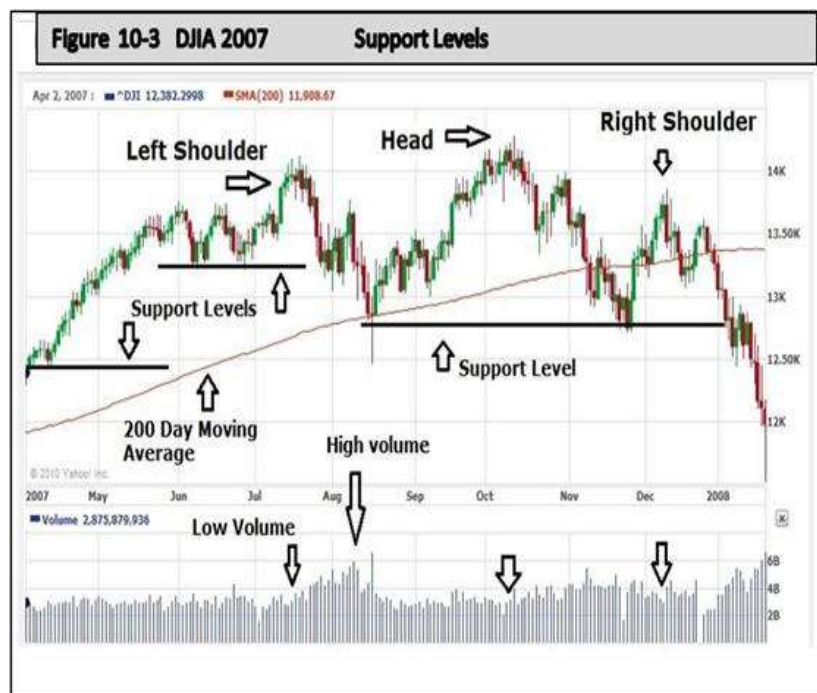 Figure 10-3 DJIA 2007 Support Levels
Apr 2, 2007 : ^DJI 12,382.2998 SMA(200) 11,908.67
Left Shoulder
Head
Right Shoulder
14K
13.50K
13K
12.50K
12K
Support Levels
Support Level
200 Day Moving
Average
High volume
© 2010 Yahoo! Inc.
2007 May Jun Jul Aug Sep Oct Nov Dec 2008
Volume 2,875,879,936
x
Low Volume
6B
4B
2B